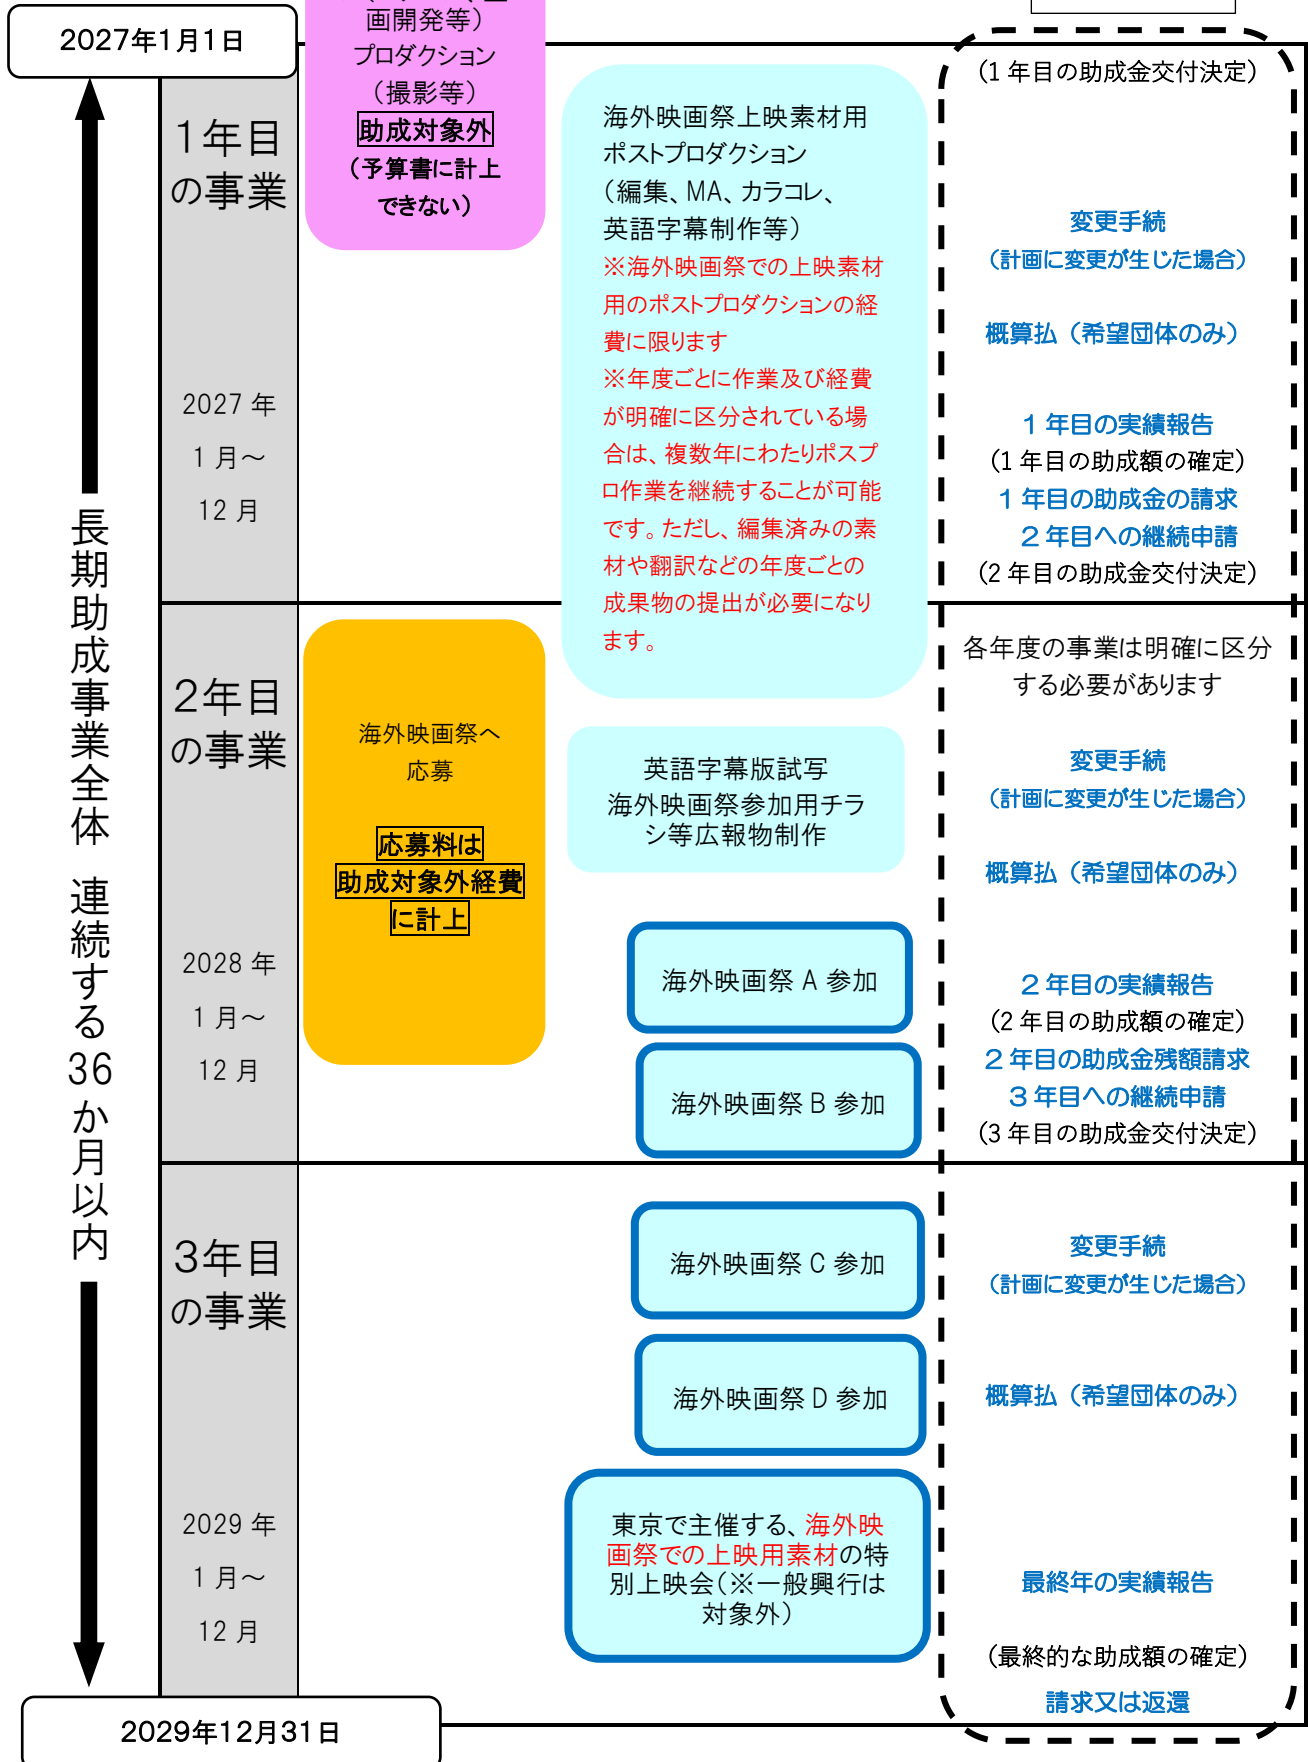 2027年1月1日
画開発等）
プロダクション
（撮影等）
助成対象外
（予算書に計上
できない）
1年目
の事業
2027 年
1 月～
12 月
海外映画祭上映素材用
ポストプロダクション
（編集、MA、カラコレ、
英語字幕制作等）
※海外映画祭での上映素材
用のポストプロダクションの経
費に限ります
※年度ごとに作業及び経費
が明確に区分されている場
合は、複数年にわたりポスプ
ロ作業を継続することが可能
です。ただし、編集済みの素
材や翻訳などの年度ごとの
成果物の提出が必要になり
ます。
（1 年目の助成金交付決定）
変更手続
（計画に変更が生じた場合）
概算払（希望団体のみ）
1 年目の実績報告
（1 年目の助成額の確定）
1 年目の助成金の請求
2 年目への継続申請
（2 年目の助成金交付決定）
長期助成事業全体 連続する36か月以内
2年目
の事業
2028 年
1 月～
12 月
海外映画祭へ
応募
応募料は
助成対象外経費
に計上
英語字幕版試写
海外映画祭参加用チラ
シ等広報物制作
海外映画祭 A 参加
海外映画祭 B 参加
各年度の事業は明確に区分
する必要があります
変更手続
（計画に変更が生じた場合）
概算払（希望団体のみ）
2 年目の実績報告
（2 年目の助成額の確定）
2 年目の助成金残額請求
3 年目への継続申請
（3 年目の助成金交付決定）
3年目
の事業
2029 年
1 月～
12 月
海外映画祭 C 参加
海外映画祭 D 参加
東京で主催する、海外映
画祭での上映用素材の特
別上映会（※一般興行は
対象外）
変更手続
（計画に変更が生じた場合）
概算払（希望団体のみ）
最終年の実績報告
（最終的な助成額の確定）
請求又は返還
2029年12月31日